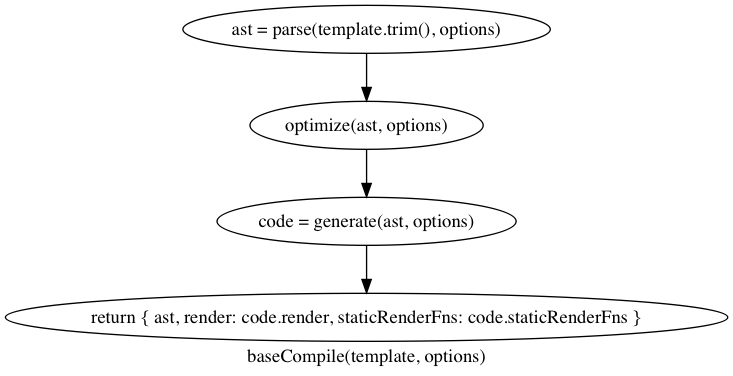 ast = parse(template.trim(), options)
optimize(ast, options)
code = generate(ast, options)
return { ast, render: code.render, staticRenderFns: code.staticRenderFns }
baseCompile(template, options)